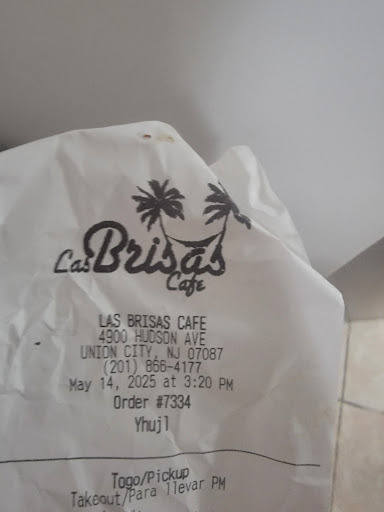 Las Brisas
Cafe
LAS BRISAS CAFE
4900 HUDSON AVE
UNION CITY, NJ 07087
(201) 866-4177
May 14, 2025 at 3:20 PM
Order #7334
Yhujl
Togo/Pickup
Takeout/Para llevar PM